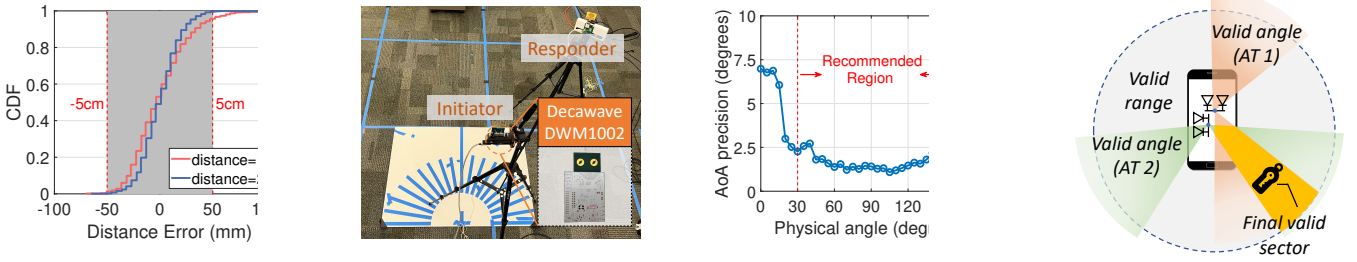 1
0.8
0.6
0.4
0.2
0
CDF
-5cm
5cm
distance=
distance=
-100
-50
0
50
Distance Error (mm)
Responder
Initiator
Decawave
DWM1002
AoA precision (degrees)
10
7.5
5
2.5
0
Recommended
Region
0
30
60
90
120
Physical angle
Valid angle
(AT 1)
Valid
range
Valid angle
(AT 2)
Final valid
sector